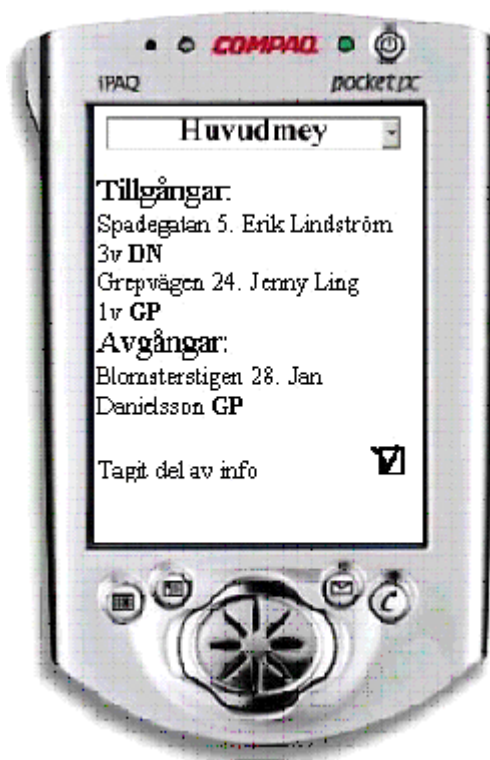 COMPAQ
iPAQ pocket pc
Huvudmey
Tillgångar:
Spadegatan 5. Erik Lindström
3v DN
Grepvägen 24. Jenny Ling
1v GP
Avgångar:
Blomsterstigen 28. Jan
Danielsson GP
Tagit del av info